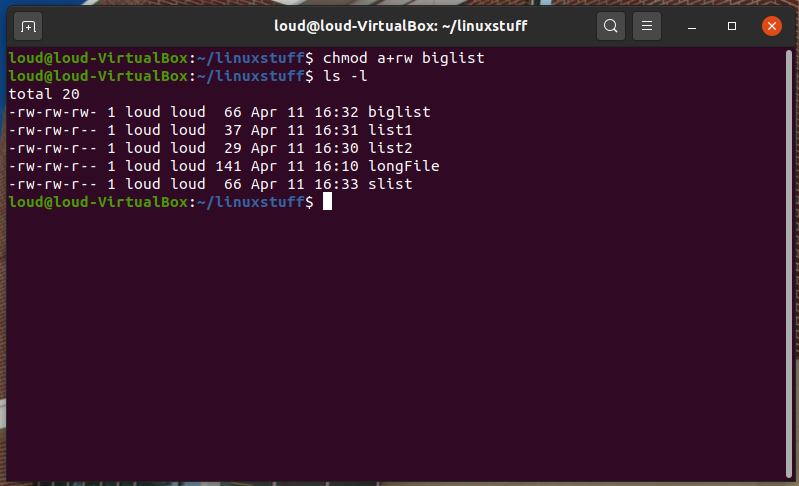 loud@loud-VirtualBox: ~/linuxstuff
loud@loud-VirtualBox:~/linuxstuff$ chmod a+rw biglist
loud@loud-VirtualBox:~/linuxstuff$ ls -l
total 20
-rw-rw-rw- 1 loud loud  66 Apr 11 16:32 biglist
-rw-rw-r-- 1 loud loud  37 Apr 11 16:31 list1
-rw-rw-r-- 1 loud loud  29 Apr 11 16:30 list2
-rw-rw-r-- 1 loud loud 141 Apr 11 16:10 longFile
-rw-rw-r-- 1 loud loud  66 Apr 11 16:33 slist
loud@loud-VirtualBox:~/linuxstuff$